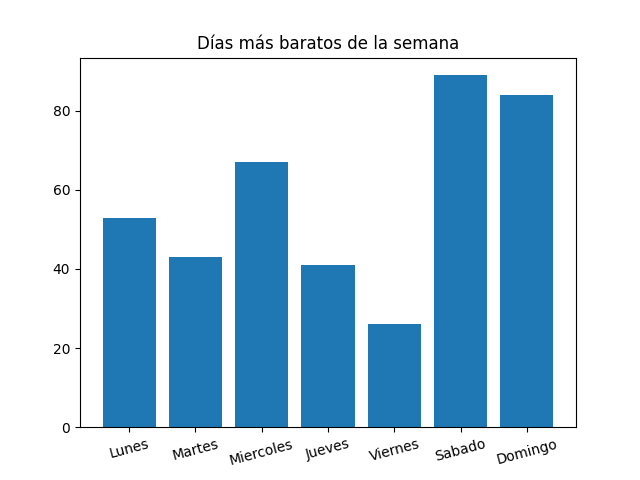 Días más baratos de la semana
80
60
40
20
0
Lunes
Martes
Miercoles
Jueves
Viernes
Sabado
Domingo